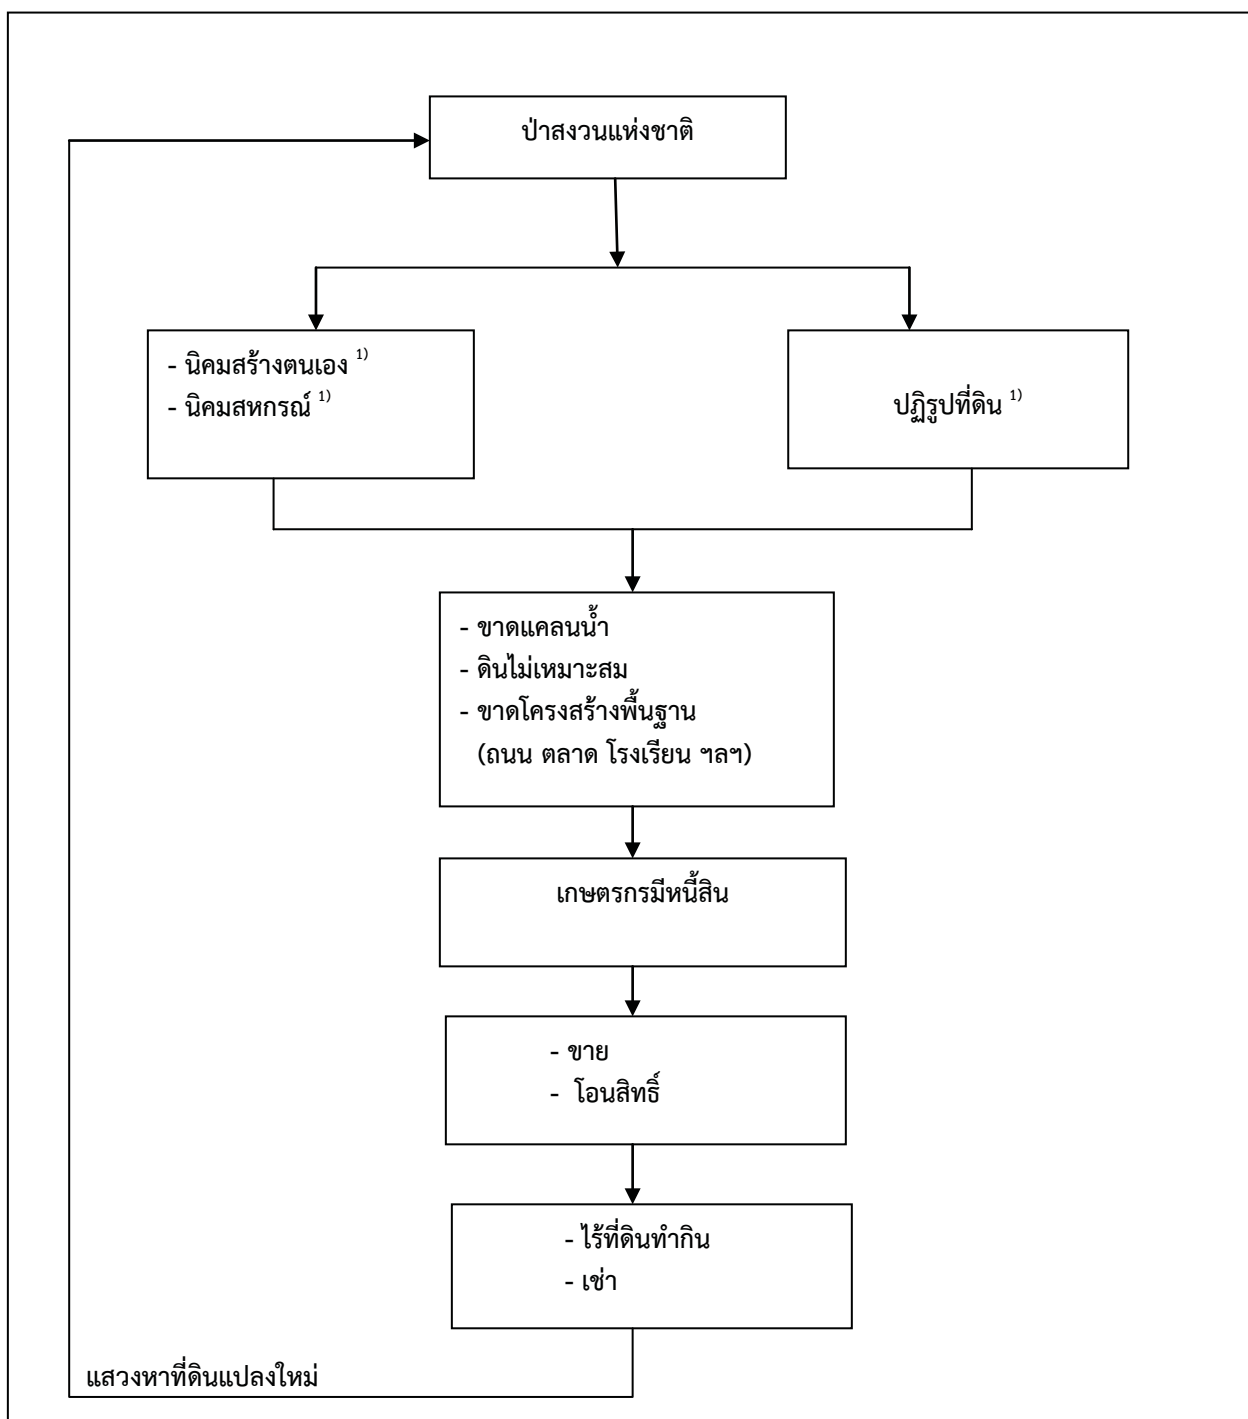 ป่าสงวนแห่งชาติ
- นิคมสร้างตนเอง 1)
- นิคมสหกรณ์ 1)
ปฏิรูปที่ดิน 1)
- ขาดแคลนน้ำ
- ดินไม่เหมาะสม
- ขาดโครงสร้างพื้นฐาน
(ถนน ตลาด โรงเรียน ฯลฯ)
เกษตรกรมีหนี้สิน
- ขาย
- โอนสิทธิ์
- ไร้ที่ดินทำกิน
- เช่า
แสวงหาที่ดินแปลงใหม่